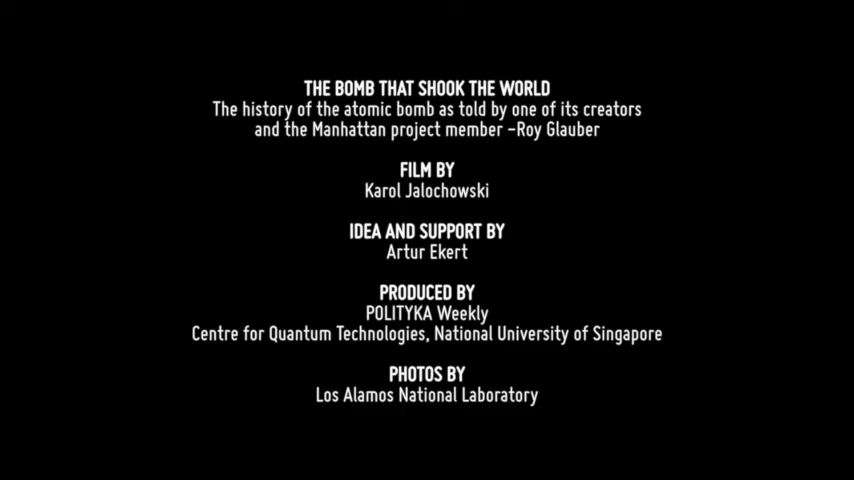 THE BOMB THAT SHOOK THE WORLD
The history of the atomic bomb as told by one of its creators
and the Manhattan project member –Roy Glauber
FILM BY
Karol Jalochowski
IDEA AND SUPPORT BY
Artur Ekert
PRODUCED BY
POLITYKA Weekly
Centre for Quantum Technologies, National University of Singapore
PHOTOS BY
Los Alamos National Laboratory